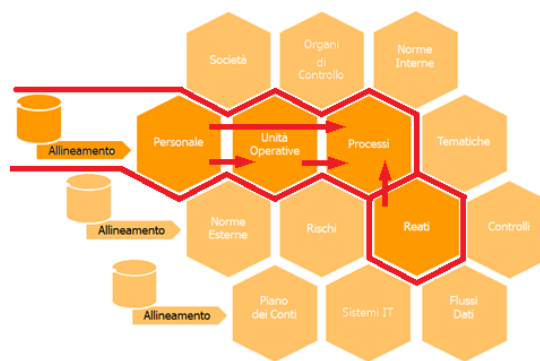 Società
Organi
di
Controllo
Norme
Interne
Allineamento
Personale
Unità
Operative
Processi
Tematiche
Allineamento
Norme
Esterne
Rischi
Reati
Controlli
Allineamento
Piano
dei Conti
Sistemi IT
Flussi
Dati